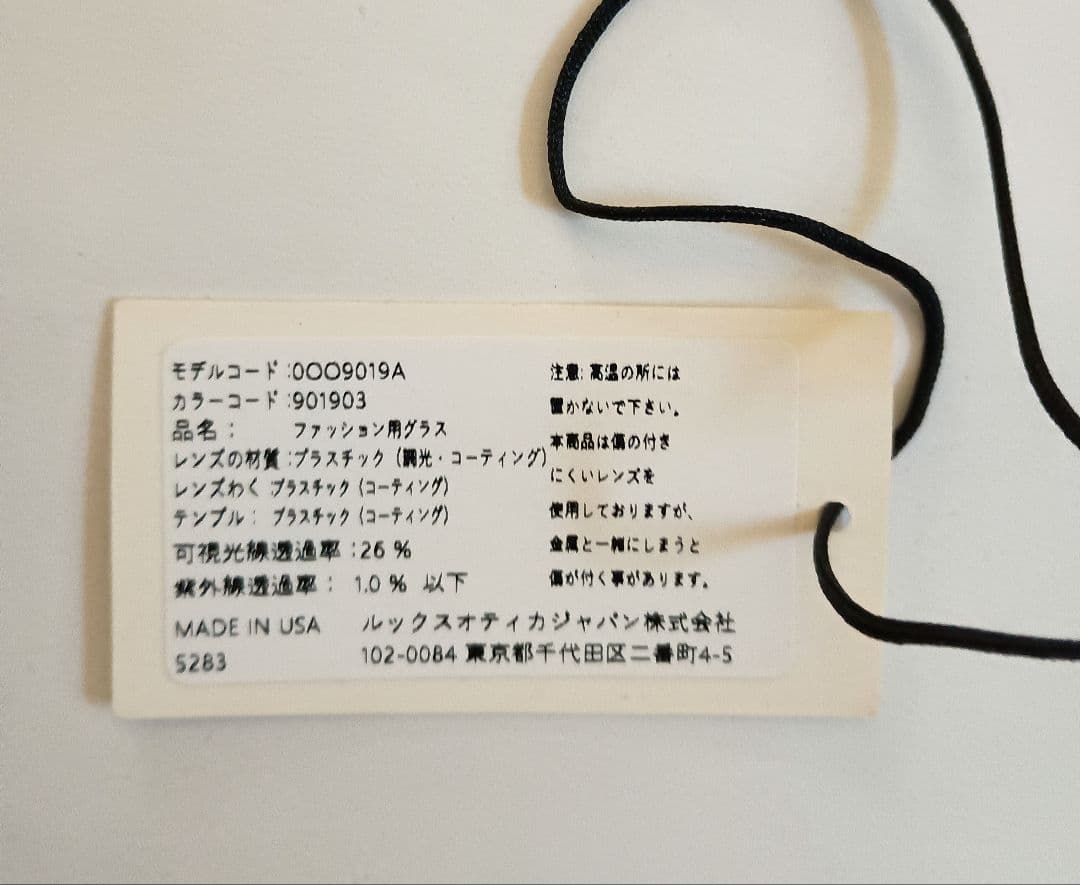 モデルコード :0OO9019A
カラーコード :901903
品名: ファッション用グラス
レンズの材質 :プラスチック (調光・コーティング)
レンズわく プラスチック (コーティング)
テンプル: プラスチック (コーティング)
可視光線透過率 :26 %
紫外線透過率: 1.0 % 以下
MADE IN USA
5283
注意: 高温の所には
置かないで下さい。
本商品は傷の付き
にくいレンズを
使用しておりますが、
金属と一緒にしまうと
傷が付く事があります。
ルックスオティカジャパン株式会社
102-0084 東京都千代田区二番町4-5